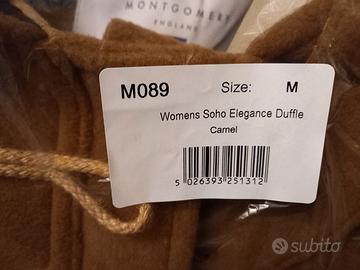 MONTGOMERY
ENGLAND
M089 Size: M
Womens Soho Elegance Duffle
Camel
5 026393 251312
subito